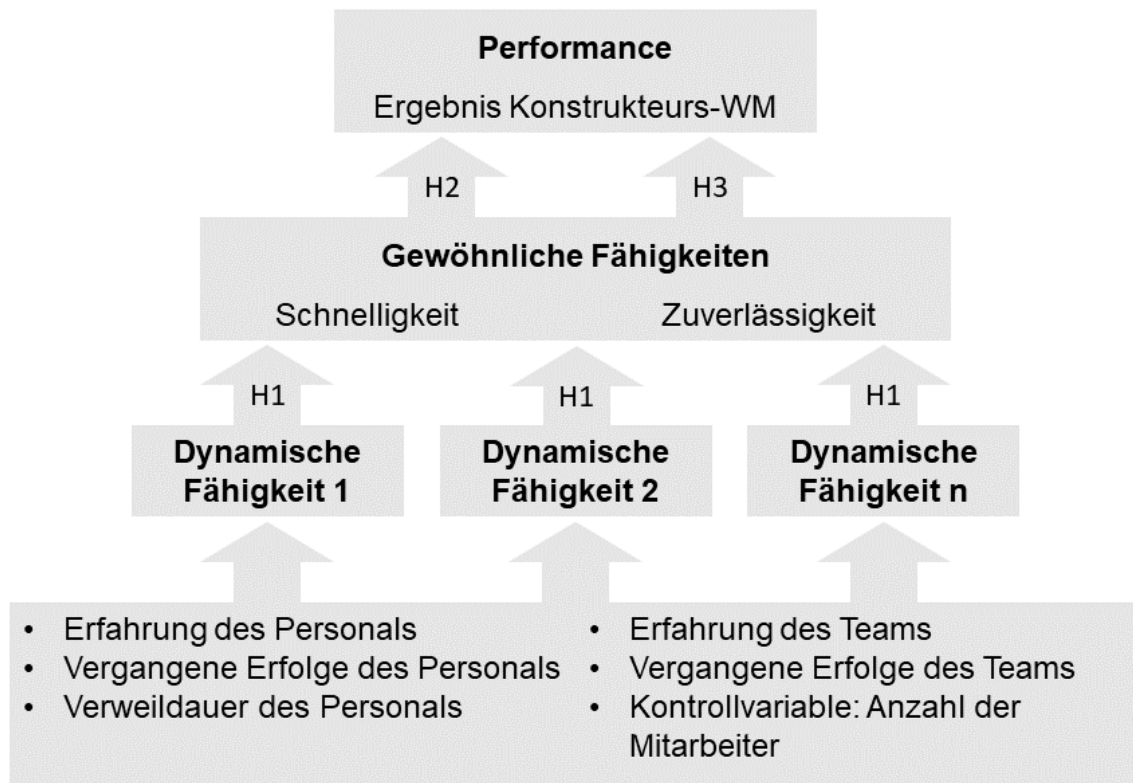 Performance
Ergebnis Konstrukteurs-WM
H2
H3
Gewöhnliche Fähigkeiten
Schnelligkeit
Zuverlässigkeit
H1
H1
H1
Dynamische
Fähigkeit 1
Dynamische
Fähigkeit 2
Dynamische
Fähigkeit n
• Erfahrung des Personals
• Vergangene Erfolge des Personals
• Verweildauer des Personals
• Erfahrung des Teams
• Vergangene Erfolge des Teams
• Kontrollvariable: Anzahl der
Mitarbeiter